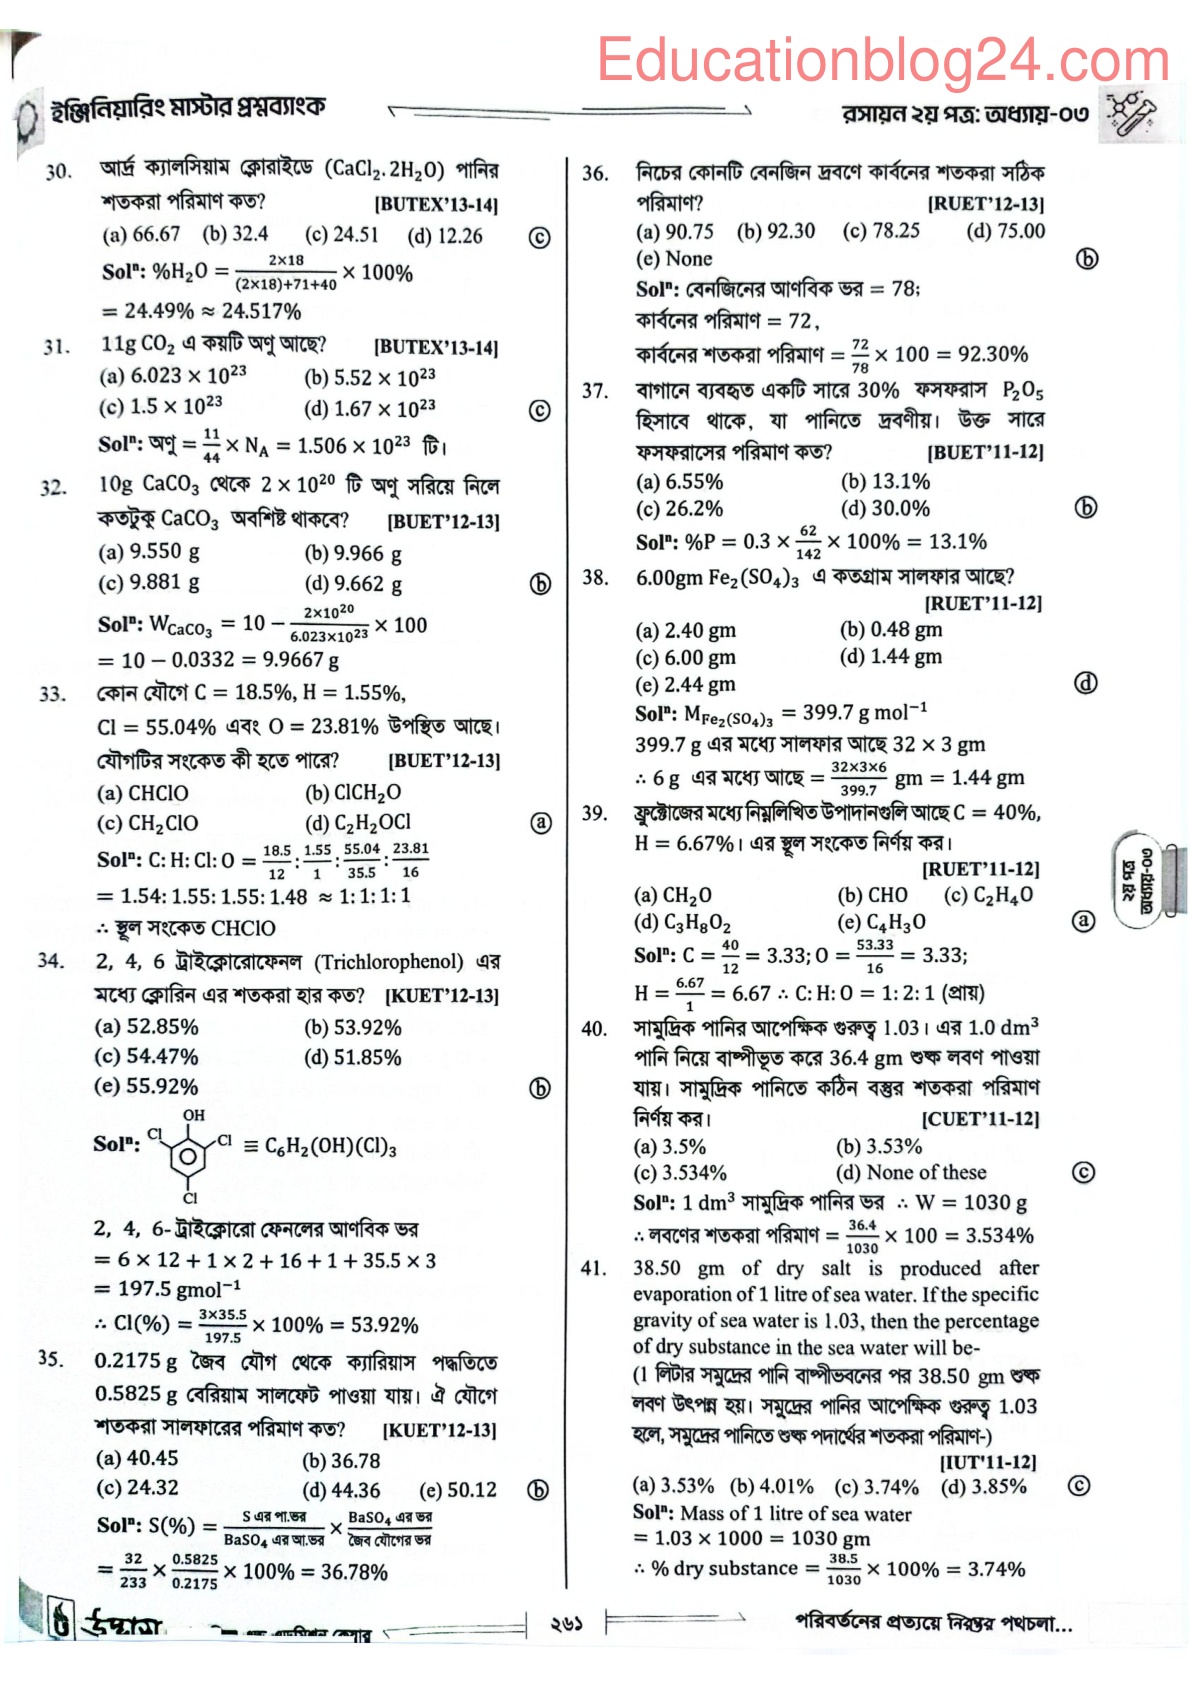 Educationblog24.com
ইঞ্জিনিয়ারিং মাস্টার প্রশ্নব্যাংক
রসায়ন ২য় পত্র: অধ্যায়-০৩
30. আর্দ্র ক্যালসিয়াম ক্লোরাইডে (CaCl₂. 2H₂O) পানির
শতকরা পরিমাণ কত? [BUTEX'13-14]
(a) 66.67 (b) 32.4 (c) 24.51 (d) 12.26 ⓒ
Solⁿ: %H₂O = 2×18/(2×18)+71+40 × 100%
= 24.49% ≈ 24.517%
31. 11g CO₂ এ কয়টি অণু আছে? [BUTEX'13-14]
(a) 6.023 × 10²³ (b) 5.52 × 10²³
(c) 1.5 × 10²³ (d) 1.67 × 10²³ ⓒ
Solⁿ: অণু = 11/44 × N_A = 1.506 × 10²³ টি।
32. 10g CaCO₃ থেকে 2 × 10²⁰ টি অণু সরিয়ে নিলে
কতটুকু CaCO₃ অবশিষ্ট থাকবে? [BUET'12-13]
(a) 9.550 g (b) 9.966 g
(c) 9.881 g (d) 9.662 g ⓑ
Solⁿ: W_CaCO₃ = 10 − 2×10²⁰/6.023×10²³ × 100
= 10 − 0.0332 = 9.9667 g
33. কোন যৌগে C = 18.5%, H = 1.55%,
Cl = 55.04% এবং O = 23.81% উপস্থিত আছে।
যৌগটির সংকেত কী হতে পারে? [BUET'12-13]
(a) CHClO (b) ClCH₂O
(c) CH₂ClO (d) C₂H₂OCl ⓐ
Solⁿ: C: H: Cl: O = 18.5/12 : 1.55/1 : 55.04/35.5 : 23.81/16
= 1.54: 1.55: 1.55: 1.48 ≈ 1: 1: 1: 1
∴ স্থূল সংকেত CHClO
34. 2, 4, 6 ট্রাইক্লোরোফেনল (Trichlorophenol) এর
মধ্যে ক্লোরিন এর শতকরা হার কত? [KUET'12-13]
(a) 52.85% (b) 53.92%
(c) 54.47% (d) 51.85%
(e) 55.92% ⓑ
OH
Solⁿ: Cl Cl ≡ C₆H₂(OH)(Cl)₃
Cl
2, 4, 6- ট্রাইক্লোরো ফেনলের আণবিক ভর
= 6 × 12 + 1 × 2 + 16 + 1 + 35.5 × 3
= 197.5 gmol⁻¹
∴ Cl(%) = 3×35.5/197.5 × 100% = 53.92%
35. 0.2175 g জৈব যৌগ থেকে ক্যারিয়াস পদ্ধতিতে
0.5825 g বেরিয়াম সালফেট পাওয়া যায়। ঐ যৌগে
শতকরা সালফারের পরিমাণ কত? [KUET'12-13]
(a) 40.45 (b) 36.78
(c) 24.32 (d) 44.36 (e) 50.12 ⓑ
Solⁿ: S(%) = S এর পা.ভর/BaSO₄ এর আ.ভর × BaSO₄ এর ভর/জৈব যৌগের ভর
= 32/233 × 0.5825/0.2175 × 100% = 36.78%
36. নিচের কোনটি বেনজিন দ্রবণে কার্বনের শতকরা সঠিক
পরিমাণ? [RUET'12-13]
(a) 90.75 (b) 92.30 (c) 78.25 (d) 75.00
(e) None ⓑ
Solⁿ: বেনজিনের আণবিক ভর = 78;
কার্বনের পরিমাণ = 72,
কার্বনের শতকরা পরিমাণ = 72/78 × 100 = 92.30%
37. বাগানে ব্যবহৃত একটি সারে 30% ফসফরাস P₂O₅
হিসাবে থাকে, যা পানিতে দ্রবণীয়। উক্ত সারে
ফসফরাসের পরিমাণ কত? [BUET'11-12]
(a) 6.55% (b) 13.1%
(c) 26.2% (d) 30.0% ⓑ
Solⁿ: %P = 0.3 × 62/142 × 100% = 13.1%
38. 6.00gm Fe₂(SO₄)₃ এ কতগ্রাম সালফার আছে?
[RUET'11-12]
(a) 2.40 gm (b) 0.48 gm
(c) 6.00 gm (d) 1.44 gm
(e) 2.44 gm ⓓ
Solⁿ: M_Fe₂(SO₄)₃ = 399.7 g mol⁻¹
399.7 g এর মধ্যে সালফার আছে 32 × 3 gm
∴ 6 g এর মধ্যে আছে = 32×3×6/399.7 gm = 1.44 gm
39. ফ্রুক্টোজের মধ্যে নিম্নলিখিত উপাদানগুলি আছে C = 40%,
H = 6.67%। এর স্থূল সংকেত নির্ণয় কর।
[RUET'11-12]
(a) CH₂O (b) CHO (c) C₂H₄O
(d) C₃H₈O₂ (e) C₄H₃O ⓐ
Solⁿ: C = 40/12 = 3.33; O = 53.33/16 = 3.33;
H = 6.67/1 = 6.67 ∴ C: H: O = 1: 2: 1 (প্রায়)
40. সামুদ্রিক পানির আপেক্ষিক গুরুত্ব 1.03। এর 1.0 dm³
পানি নিয়ে বাষ্পীভূত করে 36.4 gm শুষ্ক লবণ পাওয়া
যায়। সামুদ্রিক পানিতে কঠিন বস্তুর শতকরা পরিমাণ
নির্ণয় কর। [CUET'11-12]
(a) 3.5% (b) 3.53%
(c) 3.534% (d) None of these ⓒ
Solⁿ: 1 dm³ সামুদ্রিক পানির ভর ∴ W = 1030 g
∴ লবণের শতকরা পরিমাণ = 36.4/1030 × 100 = 3.534%
41. 38.50 gm of dry salt is produced after
evaporation of 1 litre of sea water. If the specific
gravity of sea water is 1.03, then the percentage
of dry substance in the sea water will be-
(1 লিটার সমুদ্রের পানি বাষ্পীভবনের পর 38.50 gm শুষ্ক
লবণ উৎপন্ন হয়। সমুদ্রের পানির আপেক্ষিক গুরুত্ব 1.03
হলে, সমুদ্রের পানিতে শুষ্ক পদার্থের শতকরা পরিমাণ-)
[IUT'11-12]
(a) 3.53% (b) 4.01% (c) 3.74% (d) 3.85% ⓒ
Solⁿ: Mass of 1 litre of sea water
= 1.03 × 1000 = 1030 gm
∴ % dry substance = 38.5/1030 × 100% = 3.74%
২য় পত্র
অধ্যায়-০৩
২৬১
পরিবর্তনের প্রত্যয়ে নিরন্তর পথচলা...